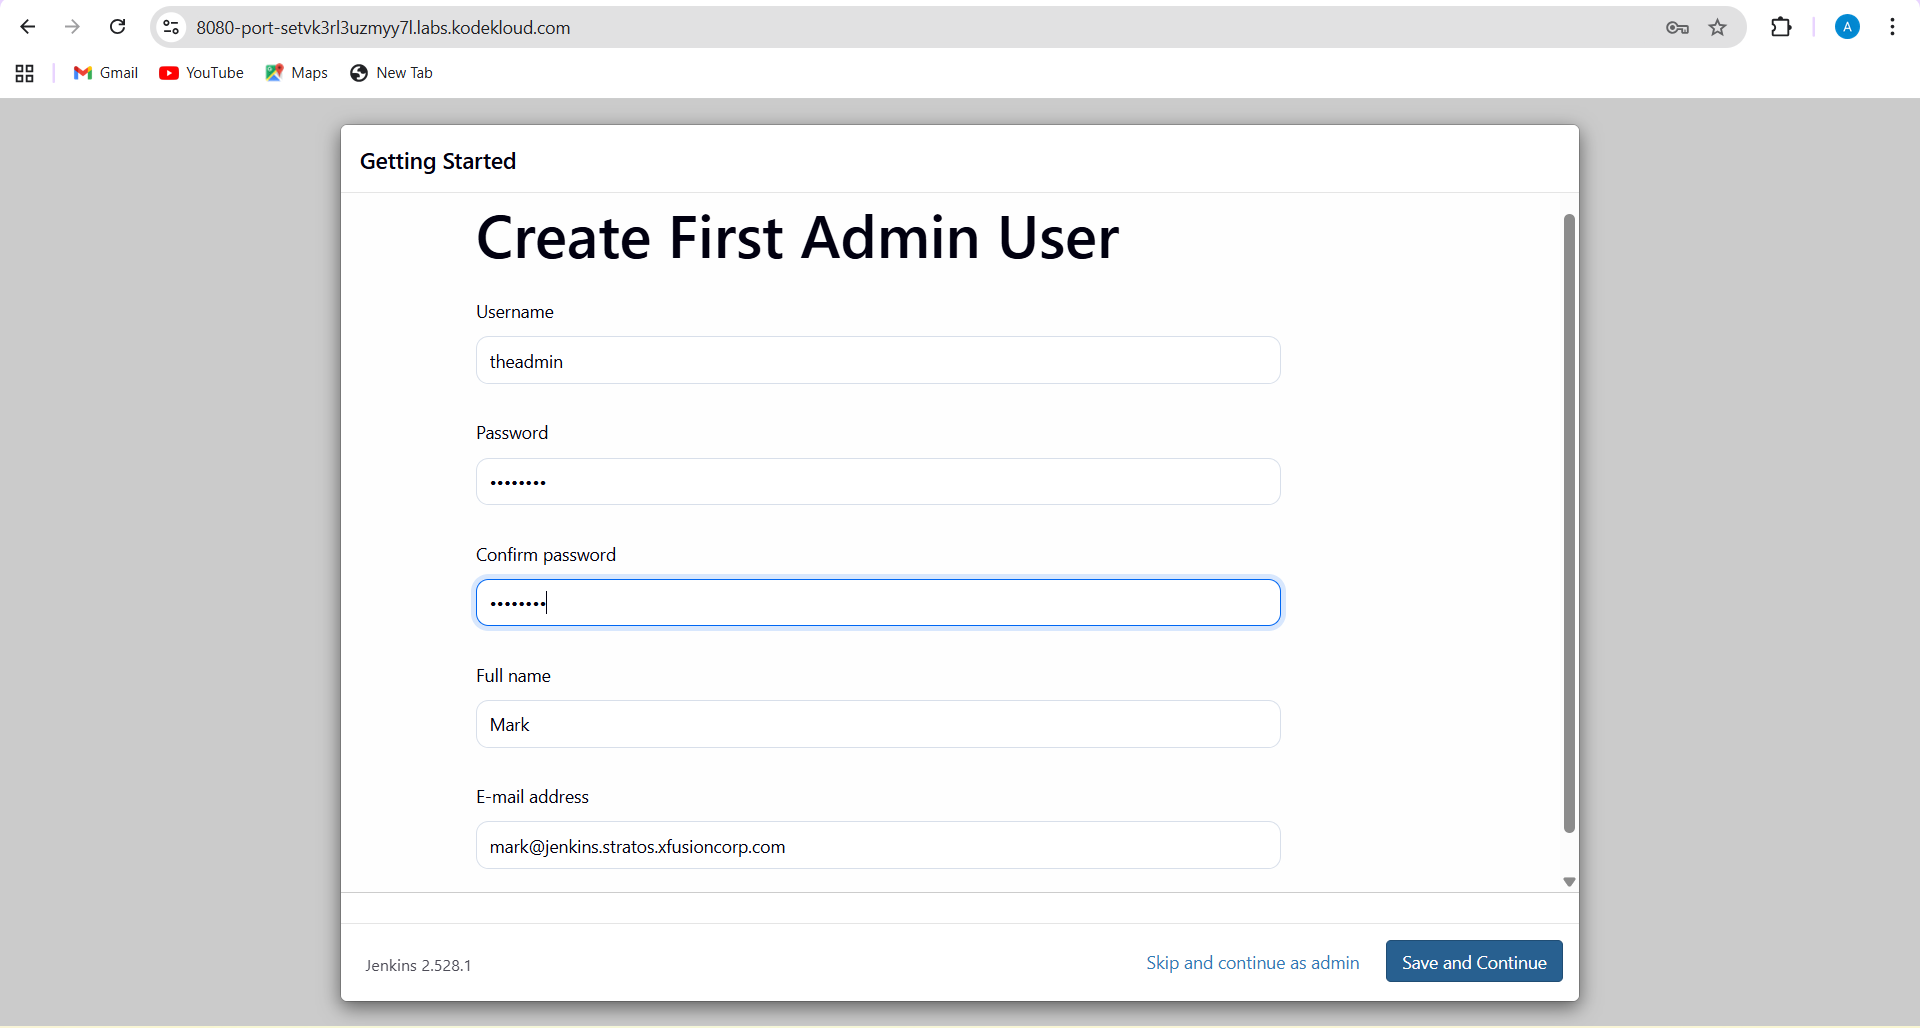 8080-port-setvk3rl3uzmyy7l.labs.kodekloud.com
A
Gmail YouTube Maps New Tab
Getting Started
Create First Admin User
Username
theadmin
Password
••••••••
Confirm password
••••••••
Full name
Mark
E-mail address
mark@jenkins.stratos.xfusioncorp.com
Jenkins 2.528.1 Skip and continue as admin Save and Continue